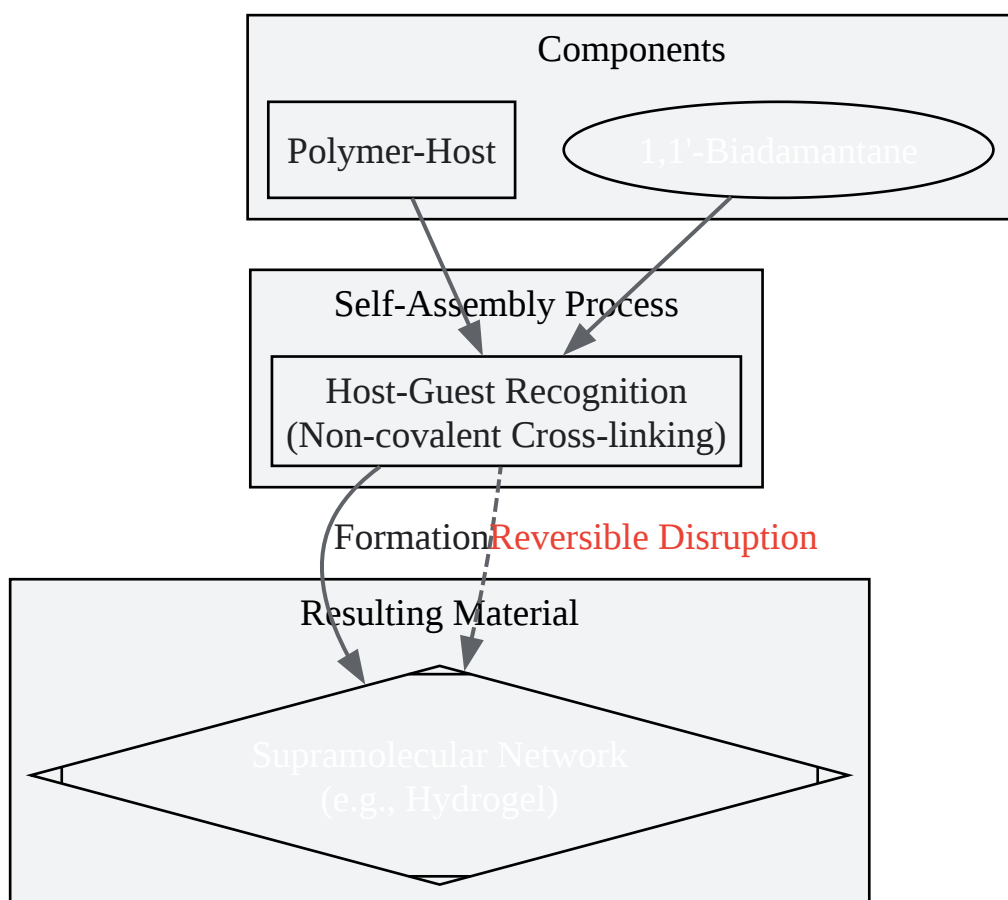 Components
Polymer-Host
1,1'-Biadamantane
Self-Assembly Process
Host-Guest Recognition
(Non-covalent Cross-linking)
Formation
Reversible Disruption
Resulting Material
Supramolecular Network
(e.g., Hydrogel)